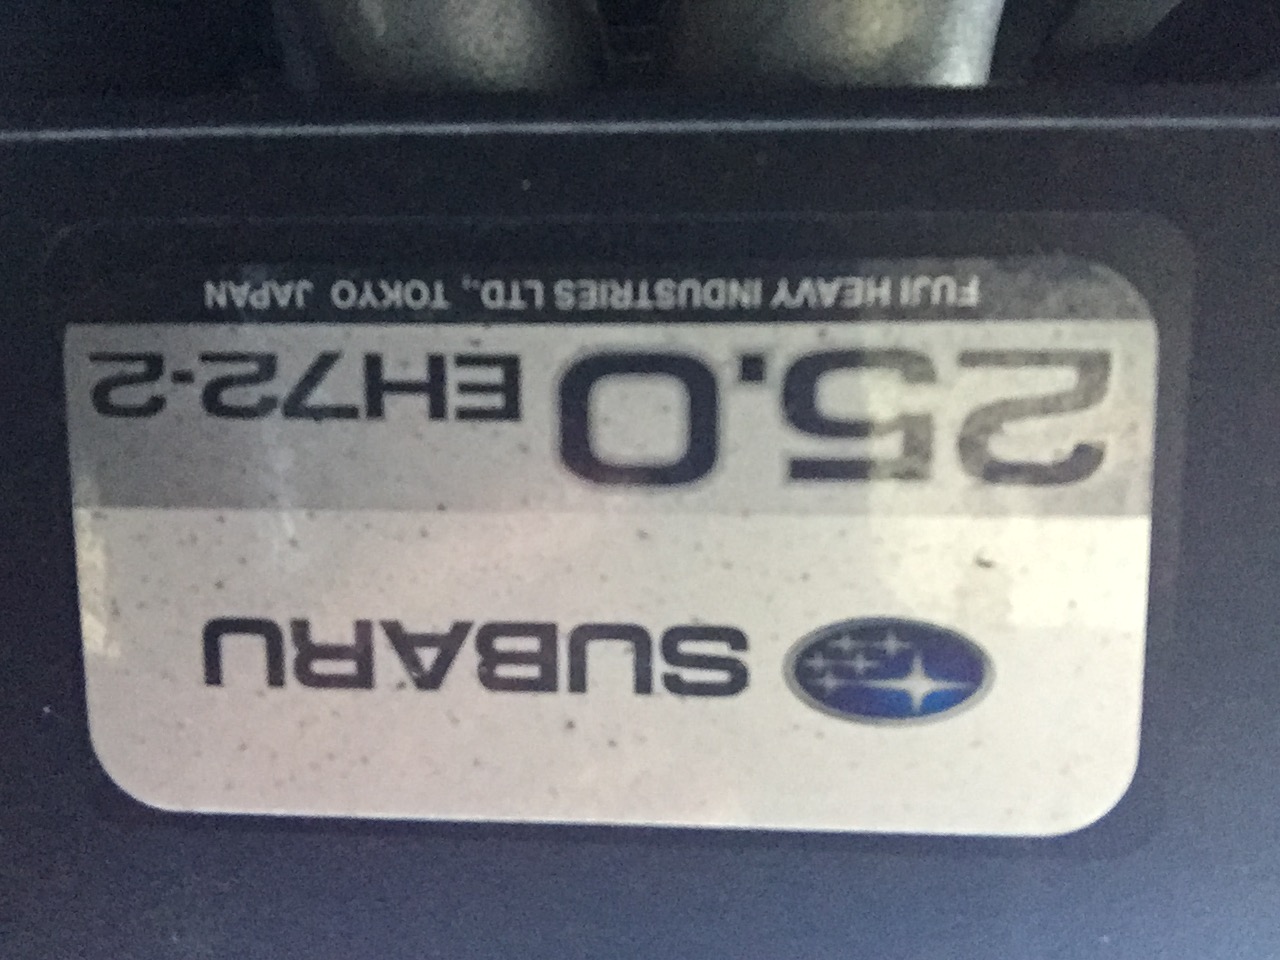 SUBARU
25.0 EH72-2
FUJI HEAVY INDUSTRIES LTD., TOKYO JAPAN